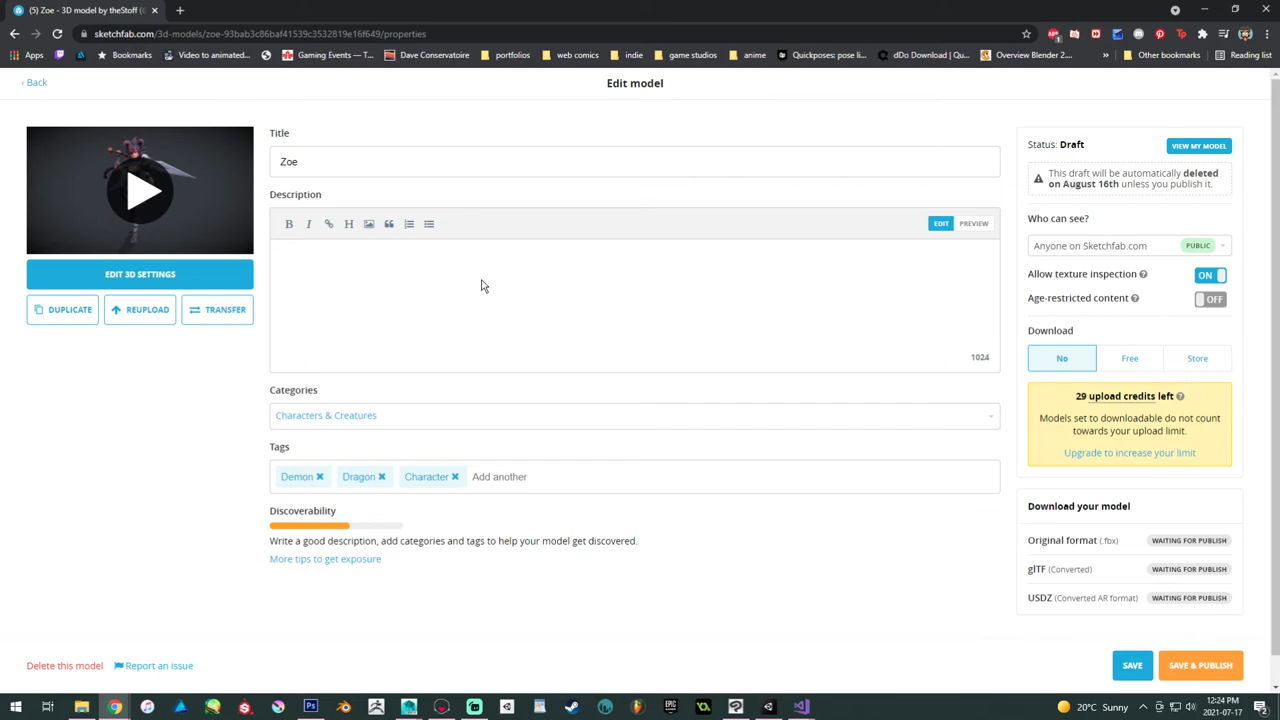 (5) Zoe - 3D model by theStuff (
sketchfab.com/3d-models/zoe-93bab3c86baf41539c3532819e16f649/properties
Apps
Video to animated...
Gaming Events — T...
Dave Conservatoire
portfolios
web comics
indie
game studios
anime
Quickposes: pose li...
dDo Download | Qu...
Overview Blender 2....
Other bookmarks
Reading list
‹ Back
Edit model
Title
Zoe
Description
B I H
EDIT PREVIEW
1024
EDIT 3D SETTINGS
DUPLICATE REUPLOAD TRANSFER
Categories
Characters & Creatures
Tags
Demon Dragon Character Add another
Discoverability
Write a good description, add categories and tags to help your model get discovered.
More tips to get exposure
Status: Draft
VIEW MY MODEL
This draft will be automatically deleted
on August 16th unless you publish it.
Who can see?
Anyone on Sketchfab.com PUBLIC
Allow texture inspection ON
Age-restricted content OFF
Download
No Free Store
29 upload credits left
Models set to downloadable do not count
towards your upload limit.
Upgrade to increase your limit
Download your model
Original format (.fbx) WAITING FOR PUBLISH
glTF (Converted) WAITING FOR PUBLISH
USDZ (Converted AR format) WAITING FOR PUBLISH
Delete this model Report an issue
SAVE SAVE & PUBLISH
20°C Sunny
12:24 PM
2021-07-17